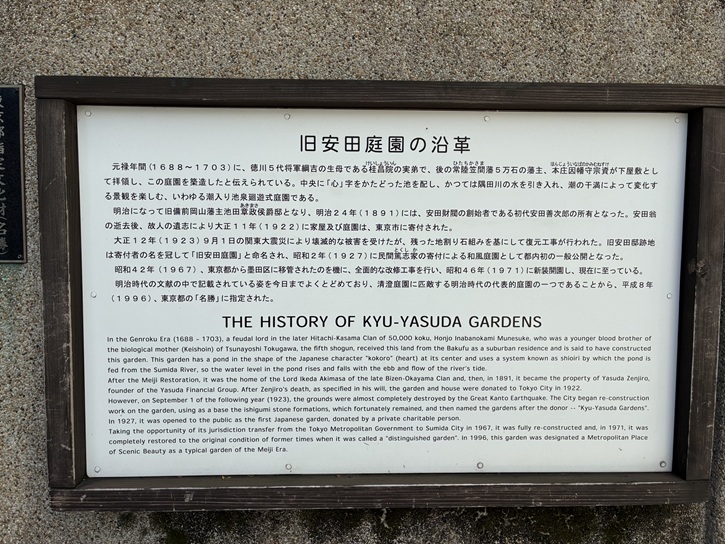 旧安田庭園の沿革
元禄年間(1688〜1703)に、徳川5代将軍綱吉の生母である桂昌院の実弟で、後の常陸笠間藩5万石の藩主、本庄因幡守宗資が下屋敷とし
て拝領し、この庭園を築造したと伝えられている。中央に「心」字をかたどった池を配し、かつては隅田川の水を引き入れ、潮の干満によって変化す
る景観を楽しむ、いわゆる潮入り池泉廻遊式庭園である。
明治になって旧備前岡山藩主池田章政侯爵邸となり、明治24年(1891)には、安田財閥の創始者である初代安田善次郎の所有となった。安田翁
の逝去後、故人の遺志により大正11年(1922)に家屋及び庭園は、東京市に寄付された。
大正12年(1923)9月1日の関東大震災により壊滅的な被害を受けたが、残った地割り石組みを基にして復元工事が行われた。旧安田邸跡地
は寄付者の名を冠して「旧安田庭園」と命名され、昭和2年(1927)に民間篤志家の寄付による和風庭園として都内初の一般公開となった。
昭和42年(1967)、東京都から墨田区に移管されたのを機に、全面的な改修工事を行い、昭和46年(1971)に新装開園し、現在に至っている。
明治時代の文献の中で記載されている姿を今日までよくとどめており、清澄庭園に匹敵する明治時代の代表的庭園の一つであることから、平成8年
(1996)、東京都の「名勝」に指定された。
THE HISTORY OF KYU-YASUDA GARDENS
In the Genroku Era (1688 - 1703), a feudal lord in the later Hitachi-Kasama Clan of 50,000 koku, Honjo Inabanokami Munesuke, who was a younger blood brother of
the biological mother (Keishoin) of Tsunayoshi Tokugawa, the fifth shogun, received this land from the Bakufu as a suburban residence and is said to have constructed
this garden. This garden has a pond in the shape of the Japanese character "kokoro" (heart) at its center and uses a system known as shioiri by which the pond is
fed from the Sumida River, so the water level in the pond rises and falls with the ebb and flow of the river's tide.
After the Meiji Restoration, it was the home of the Lord Ikeda Akimasa of the late Bizen-Okayama Clan and, then, in 1891, it became the property of Yasuda Zenjiro,
founder of the Yasuda Financial Group. After Zenjiro's death, as specified in his will, the garden and house were donated to Tokyo City in 1922.
However, on September 1 of the following year (1923), the grounds were almost completely destroyed by the Great Kanto Earthquake. The City began re-construction
work on the garden, using as a base the ishigumi stone formations, which fortunately remained, and then named the gardens after the donor -- "Kyu-Yasuda Gardens".
In 1927, it was opened to the public as the first Japanese garden, donated by a private charitable person.
Taking the opportunity of its jurisdiction transfer from the Tokyo Metropolitan Government to Sumida City in 1967, it was fully re-constructed and, in 1971, it was
completely restored to the original condition of former times when it was called a "distinguished garden". In 1996, this garden was designated a Metropolitan Place
of Scenic Beauty as a typical garden of the Meiji Era.